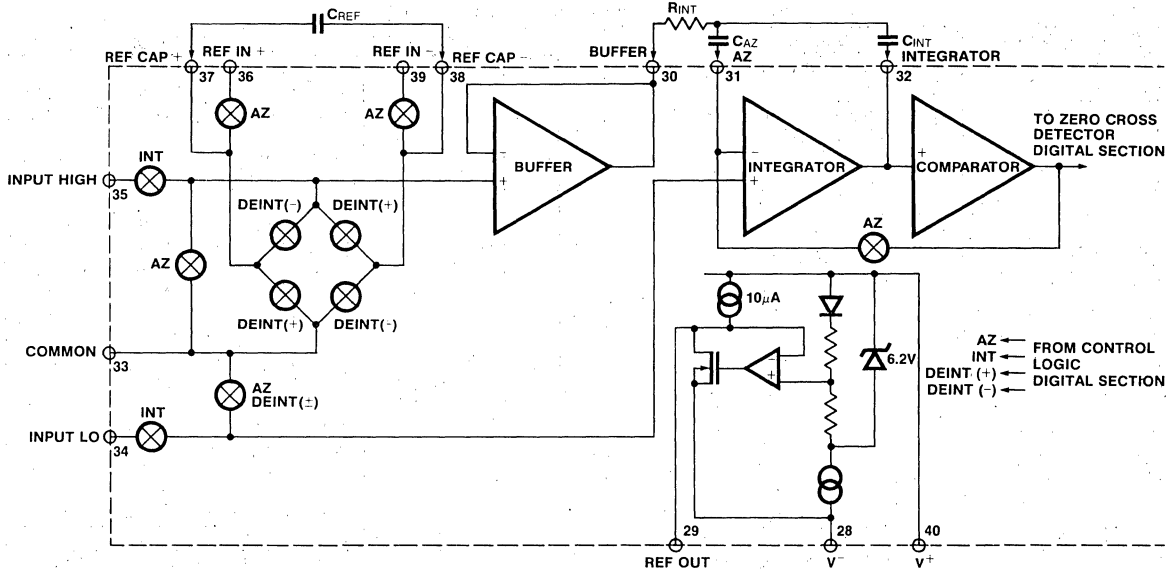 CREF
RINT
REF CAP +
REF IN +
REF IN -
REF CAP -
BUFFER
CAZ
AZ
CINT
INTEGRATOR
37
36
39
38
30
31
32
AZ
AZ
INT
INPUT HIGH
35
BUFFER
INTEGRATOR
COMPARATOR
- + - + +
TO ZERO CROSS
DETECTOR
DIGITAL SECTION
DEINT(-)
DEINT(+)
AZ
AZ
DEINT(+)
DEINT(-)
10μA
COMMON
33
AZ
DEINT(±)
- +
6.2V
AZ
INT
DEINT (+)
DEINT (-)
FROM CONTROL
LOGIC
DIGITAL SECTION
INT
INPUT LO
34
29
28
40
REF OUT
V-
V+